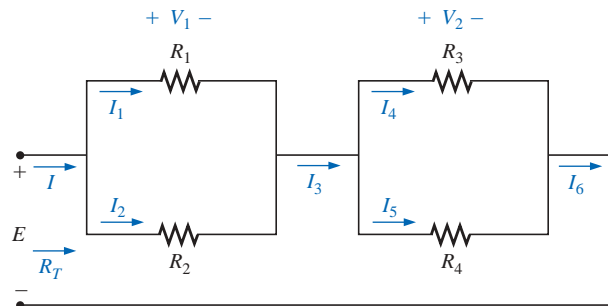 + V1 − + V2 −
R1 R3
I1 I4
+ I I3 I6
I2 I5
E
R2 R4
RT
−